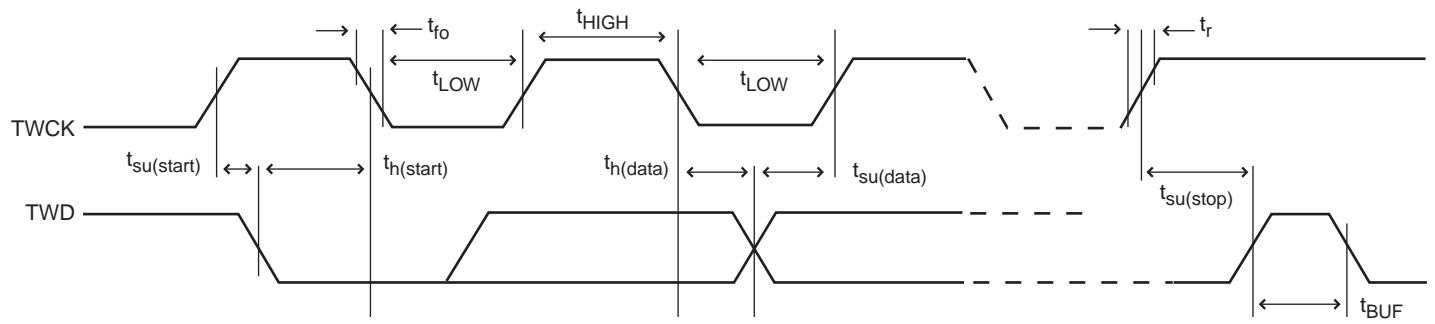 tHIGH
tfo
tr
tLOW
tLOW
TWCK
tsu(start)
th(start)
th(data)
tsu(data)
tsu(stop)
TWD
tBUF